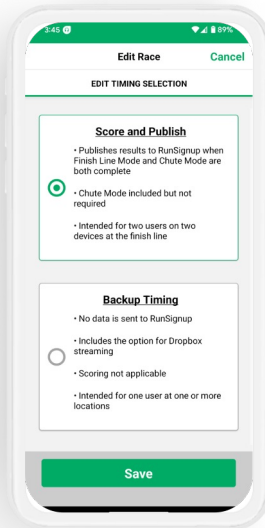 3:45
89%
Edit Race
Cancel
EDIT TIMING SELECTION
Score and Publish
• Publishes results to RunSignup when
Finish Line Mode and Chute Mode are
both complete
• Chute Mode included but not
required
• Intended for two users on two
devices at the finish line
Backup Timing
• No data is sent to RunSignup
• Includes the option for Dropbox
streaming
• Scoring not applicable
• Intended for one user at one or more
locations
Save